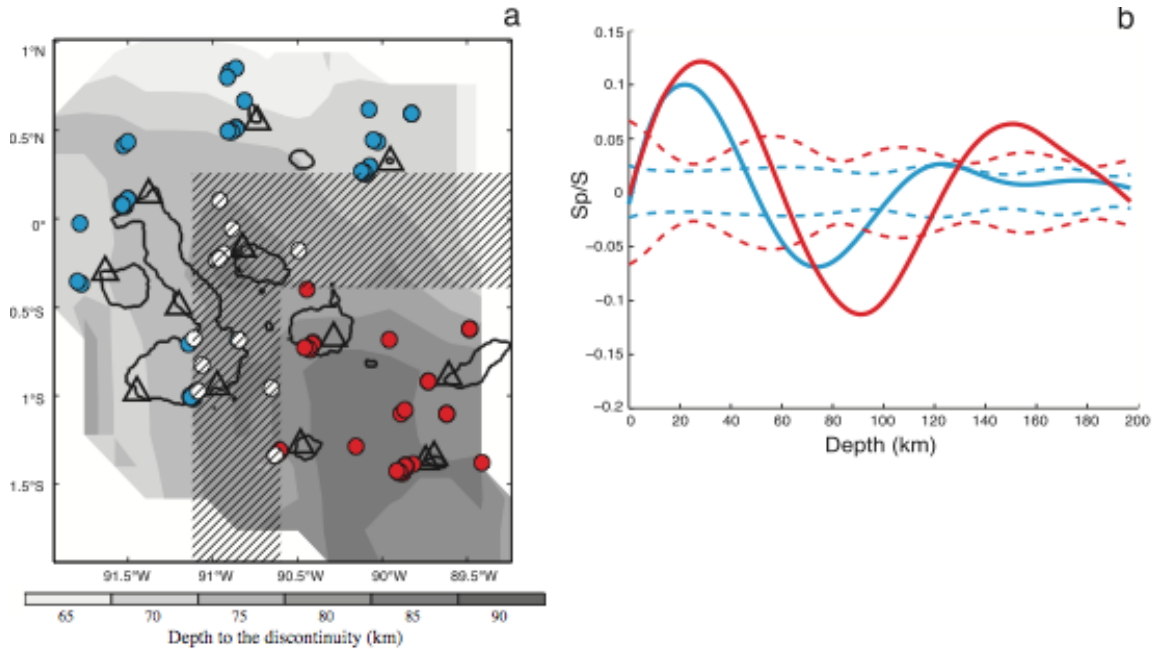 a
1°N
0.5°N
0°
0.5°S
1°S
1.5°S
91.5°W 91°W 90.5°W 90°W 89.5°W
65 70 75 80 85 90
Depth to the discontinuity (km)
b
0.15
0.1
0.05
0
−0.05
−0.1
−0.15
−0.2
Sp/S
0 20 40 60 80 100 120 140 160 180 200
Depth (km)